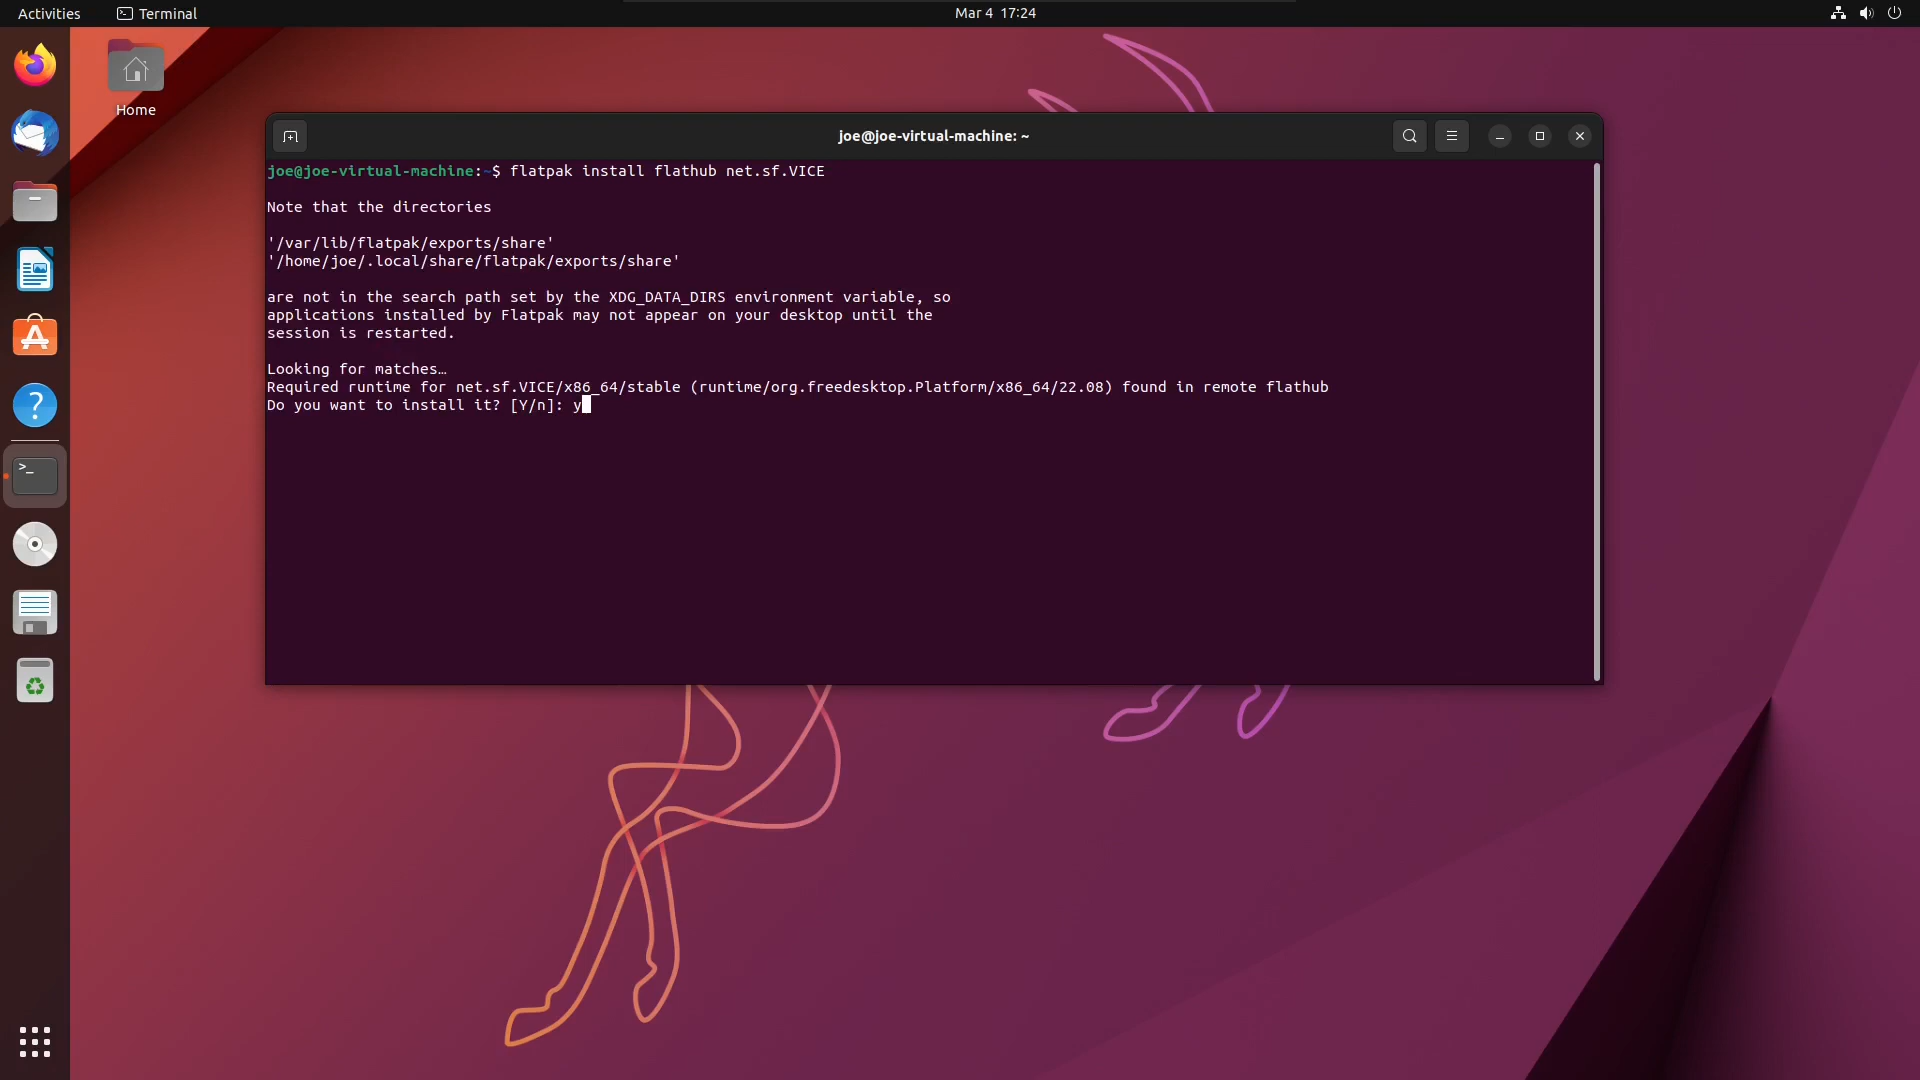 Activities
Terminal
Mar 4 17:24
Home
joe@joe-virtual-machine: ~
joe@joe-virtual-machine:~$ flatpak install flathub net.sf.VICE
Note that the directories
'/var/lib/flatpak/exports/share'
'/home/joe/.local/share/flatpak/exports/share'
are not in the search path set by the XDG_DATA_DIRS environment variable, so
applications installed by Flatpak may not appear on your desktop until the
session is restarted.
Looking for matches…
Required runtime for net.sf.VICE/x86_64/stable (runtime/org.freedesktop.Platform/x86_64/22.08) found in remote flathub
Do you want to install it? [Y/n]: y